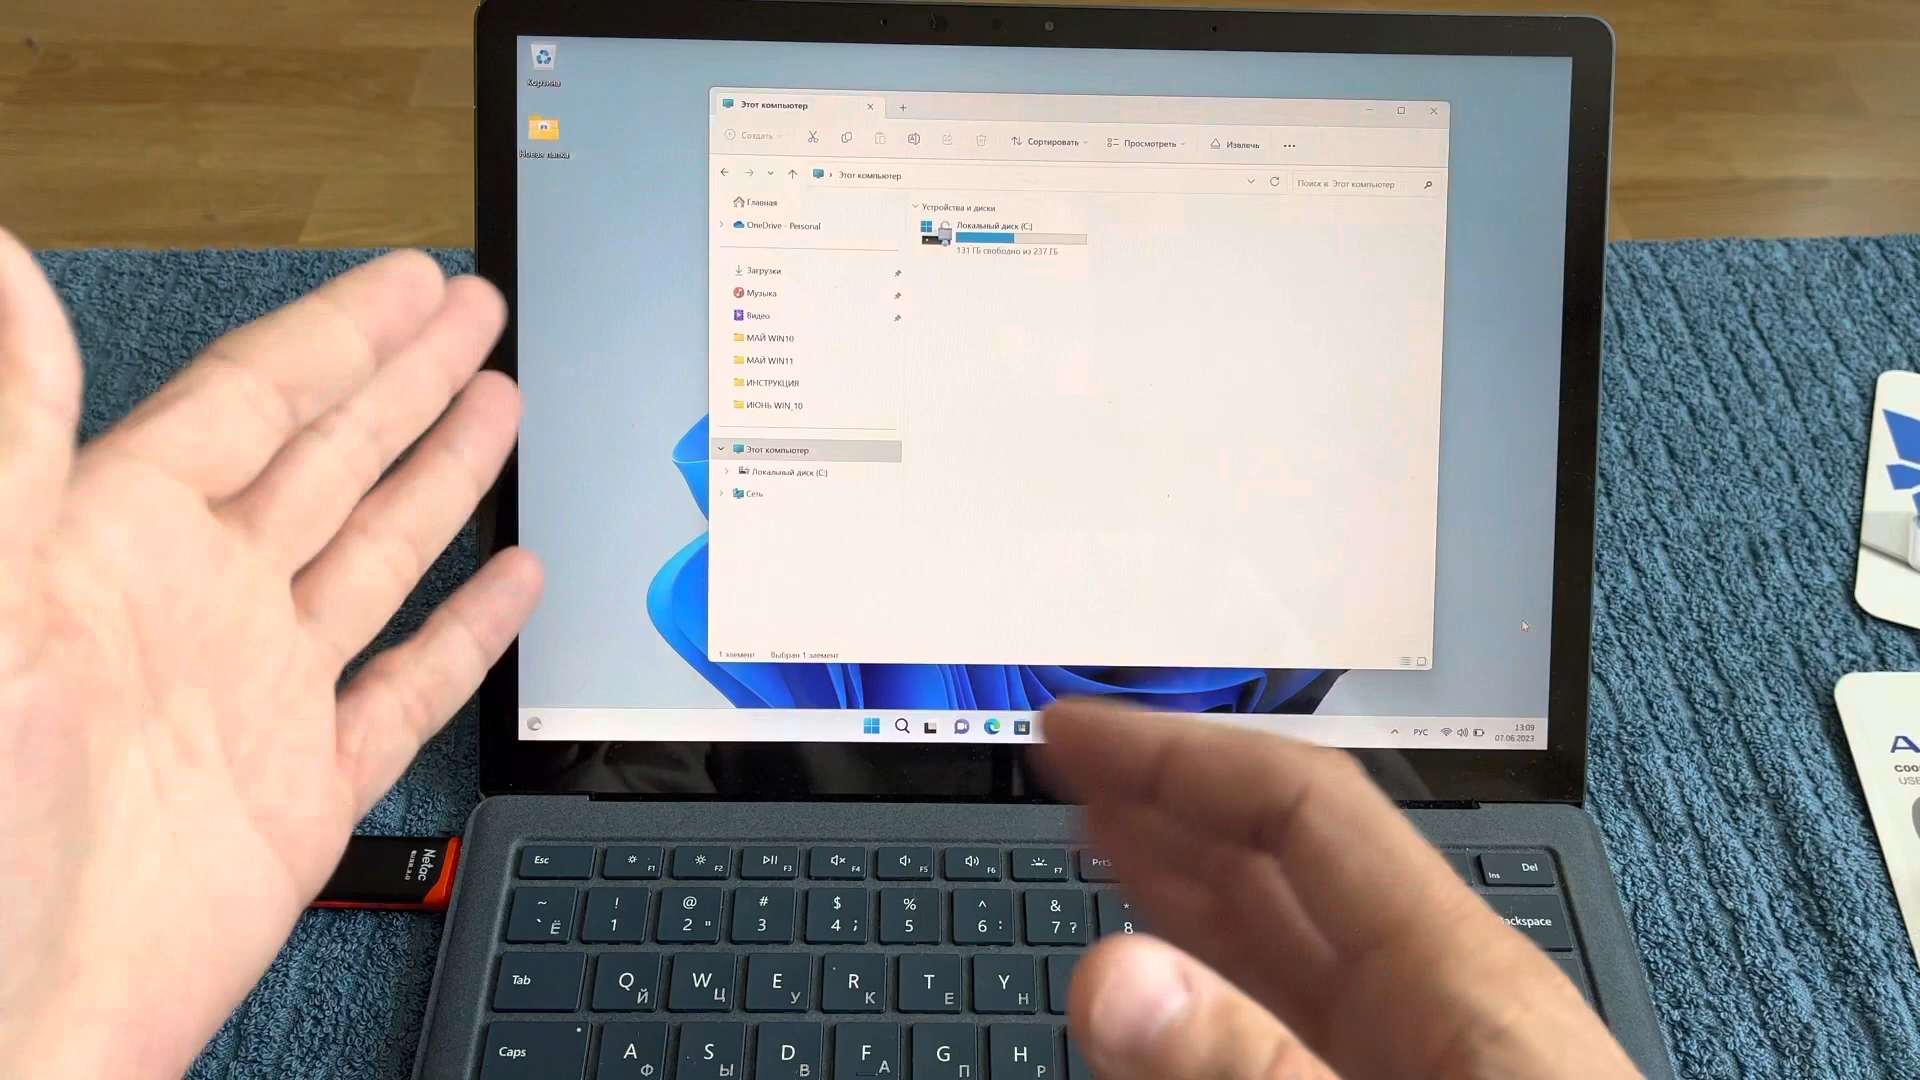 Корзина
Новая папка
Этот компьютер
Создать
Сортировать
Просмотреть
Извлечь
Этот компьютер
Поиск в: Этот компьютер
Главная
OneDrive - Personal
Загрузки
Музыка
Видео
МАЙ WIN10
МАЙ WIN11
ИНСТРУКЦИЯ
ИЮНЬ WIN_10
Этот компьютер
Локальный диск (C:)
Сеть
Устройства и диски
Локальный диск (C:)
131 ГБ свободно из 237 ГБ
1 элемент Выбран 1 элемент
РУС
13:09
07.06.2023
Netac
Esc F1 F2 F3 F4 F5 F6 F7 PrtS Ins Del
~ ` Ё ! 1 @ 2 " # 3 $ 4 ; % 5 ^ 6 : & 7 ? * 8 Backspace
Tab Q Й W Ц E У R К T Е Y Н
Caps A Ф S Ы D В F А G П H Р